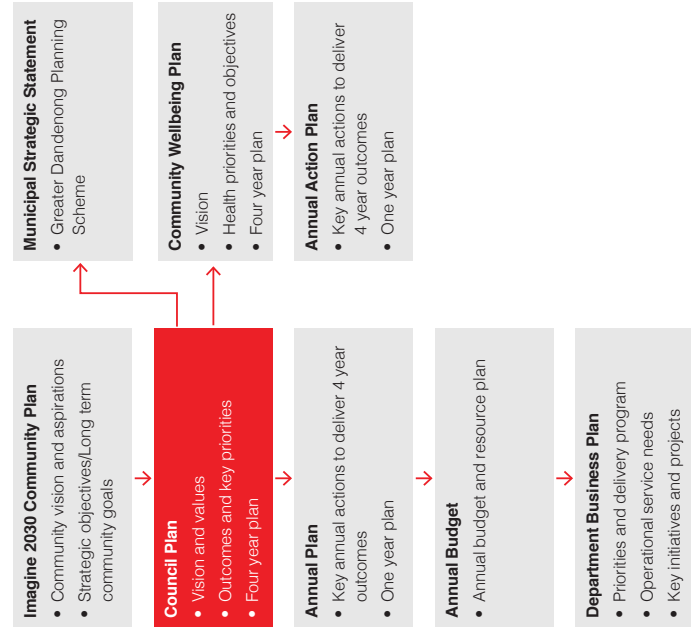 Imagine 2030 Community Plan
• Community vision and aspirations
• Strategic objectives/Long term
community goals
Council Plan
• Vision and values
• Outcomes and key priorities
• Four year plan
Annual Plan
• Key annual actions to deliver 4 year
outcomes
• One year plan
Annual Budget
• Annual budget and resource plan
Department Business Plan
• Priorities and delivery program
• Operational service needs
• Key initiatives and projects
Municipal Strategic Statement
• Greater Dandenong Planning
Scheme
Community Wellbeing Plan
• Vision
• Health priorities and objectives
• Four year plan
Annual Action Plan
• Key annual actions to deliver
4 year outcomes
• One year plan